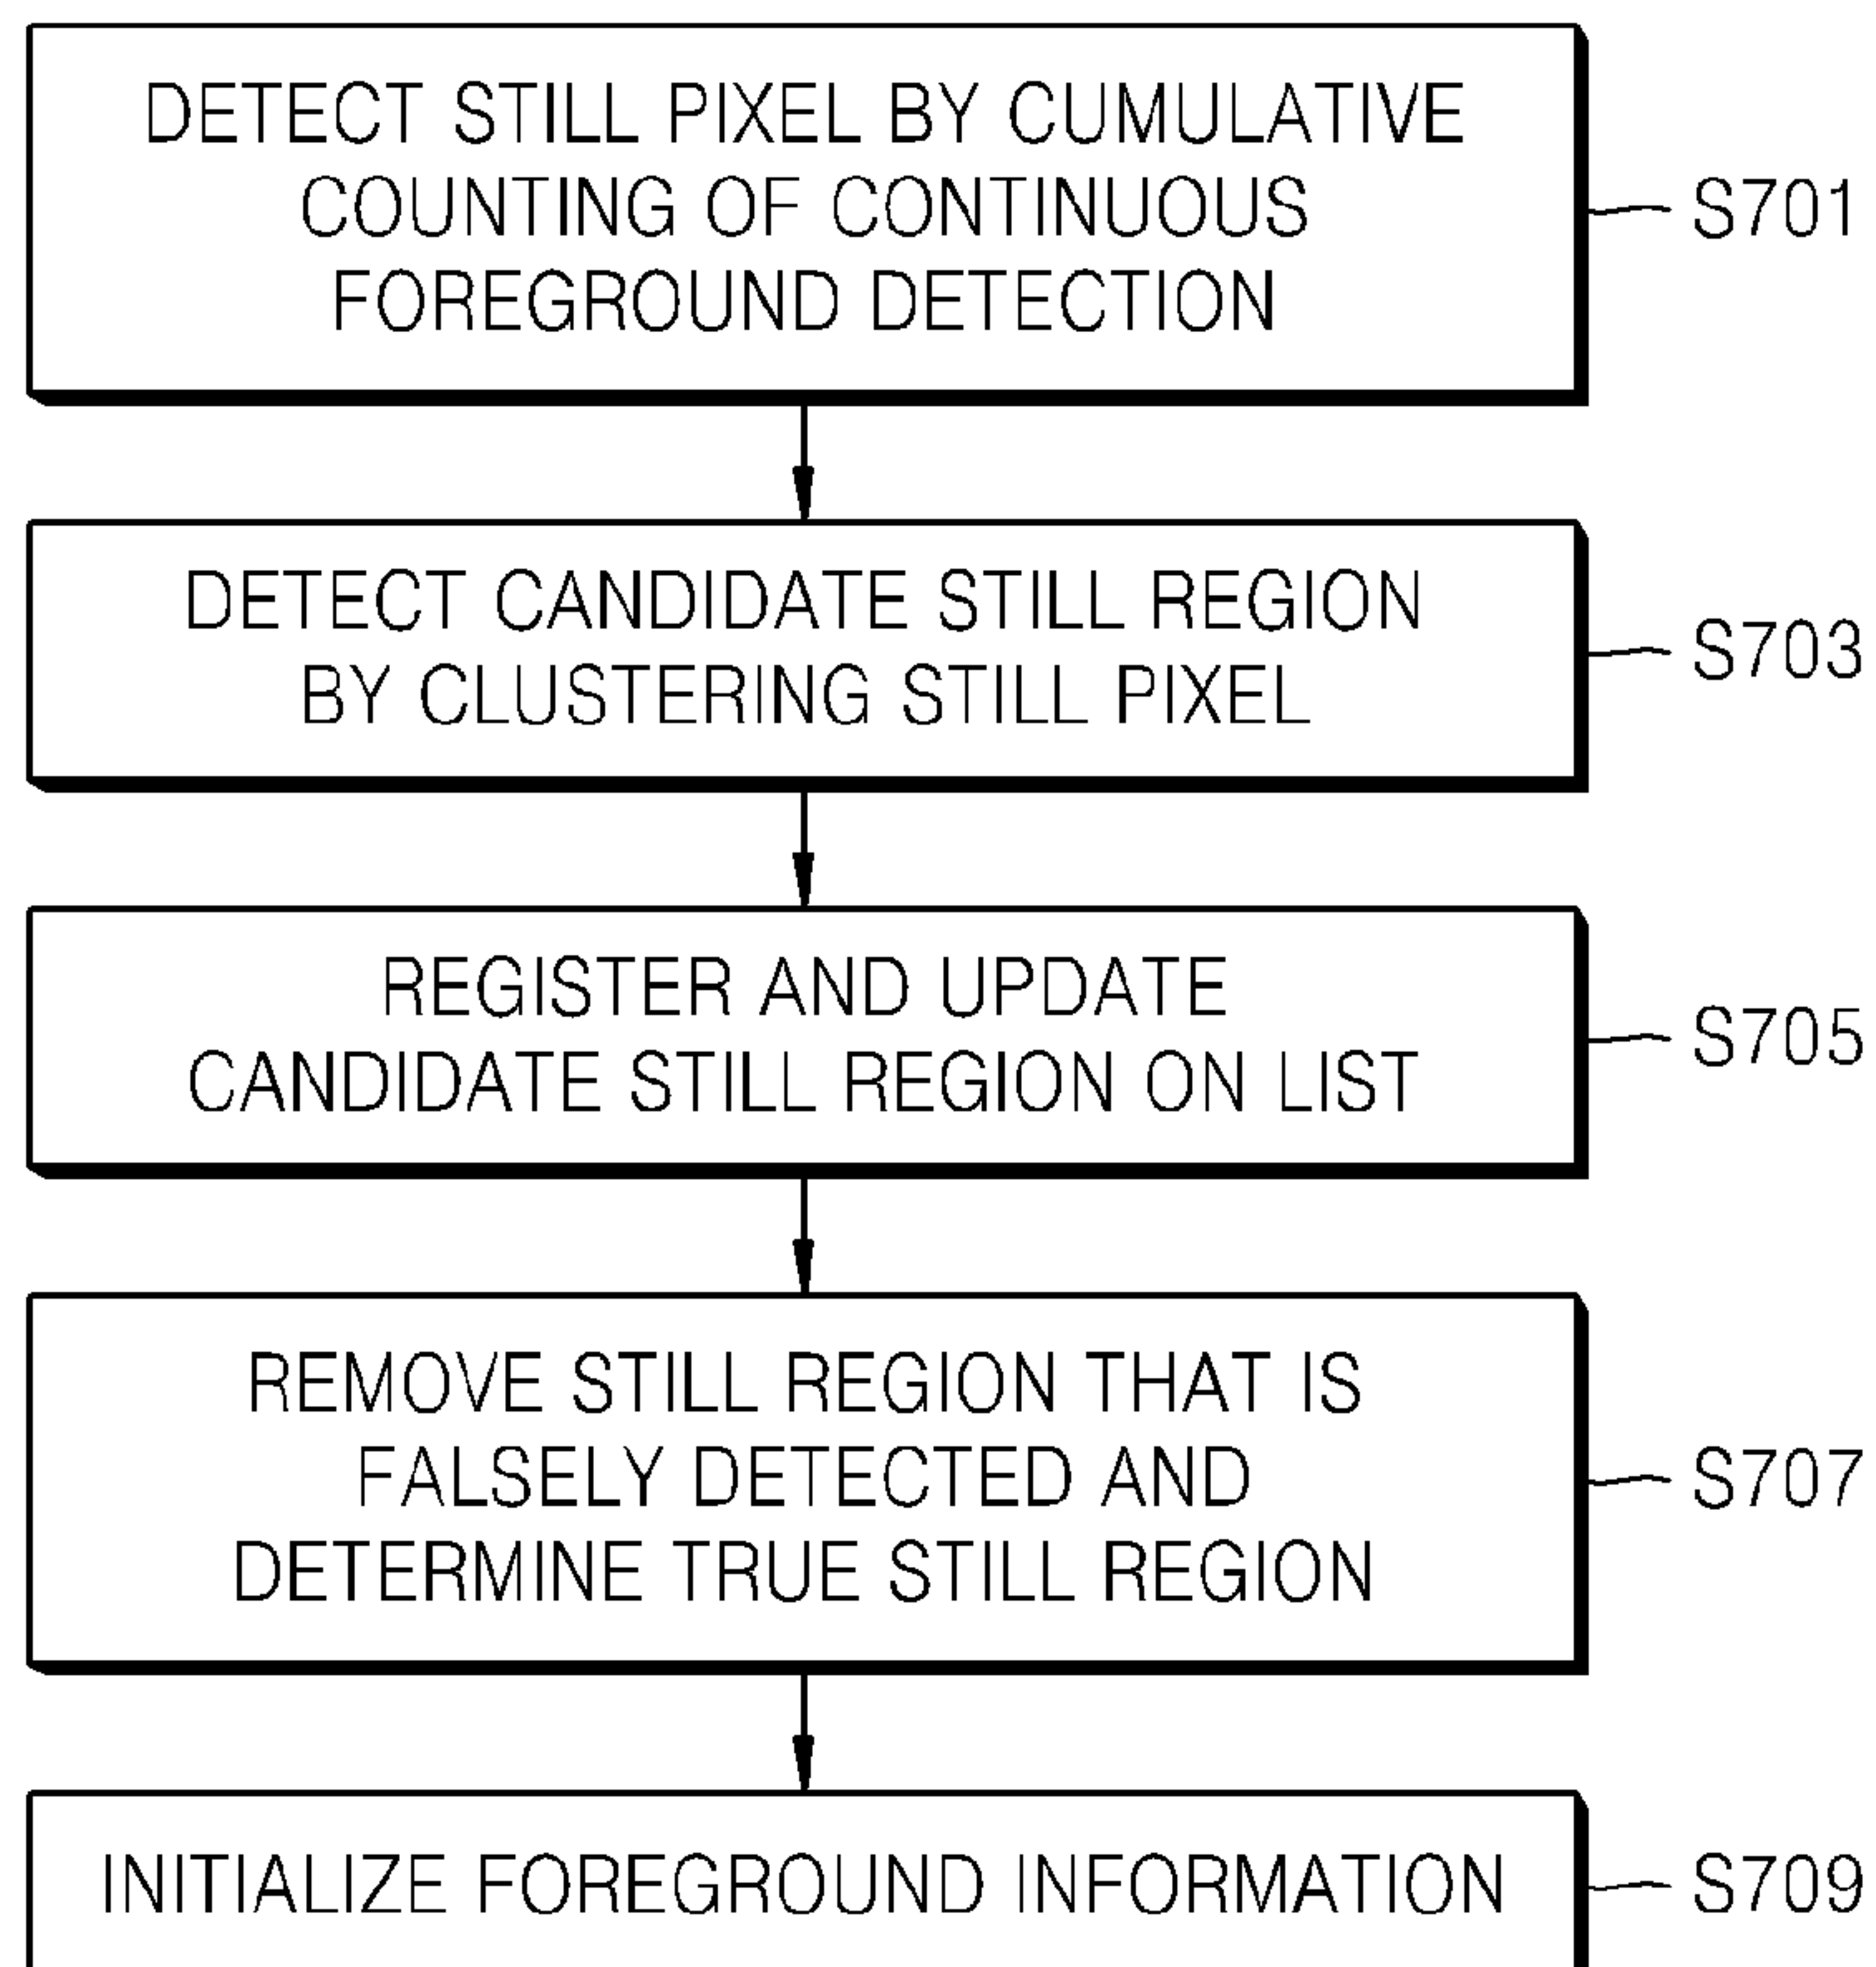 DETECT STILL PIXEL BY CUMULATIVE
COUNTING OF CONTINUOUS
FOREGROUND DETECTION
S701
DETECT CANDIDATE STILL REGION
BY CLUSTERING STILL PIXEL
S703
REGISTER AND UPDATE
CANDIDATE STILL REGION ON LIST
S705
REMOVE STILL REGION THAT IS
FALSELY DETECTED AND
DETERMINE TRUE STILL REGION
S707
INITIALIZE FOREGROUND INFORMATION
S709